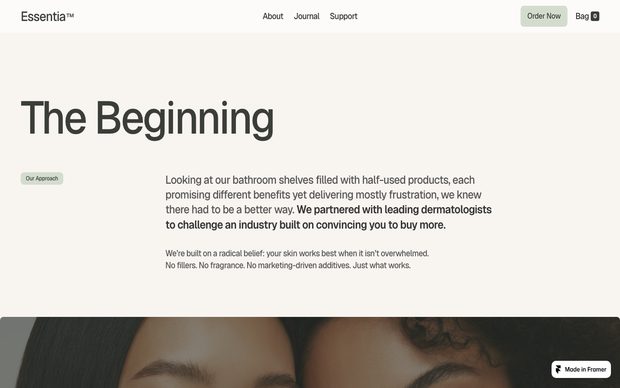 Essentia™
About Journal Support
Order Now
Bag 0
The Beginning
Our Approach
Looking at our bathroom shelves filled with half-used products, each
promising different benefits yet delivering mostly frustration, we knew
there had to be a better way. We partnered with leading dermatologists
to challenge an industry built on convincing you to buy more.
We're built on a radical belief: your skin works best when it isn't overwhelmed.
No fillers. No fragrance. No marketing-driven additives. Just what works.
Made in Framer